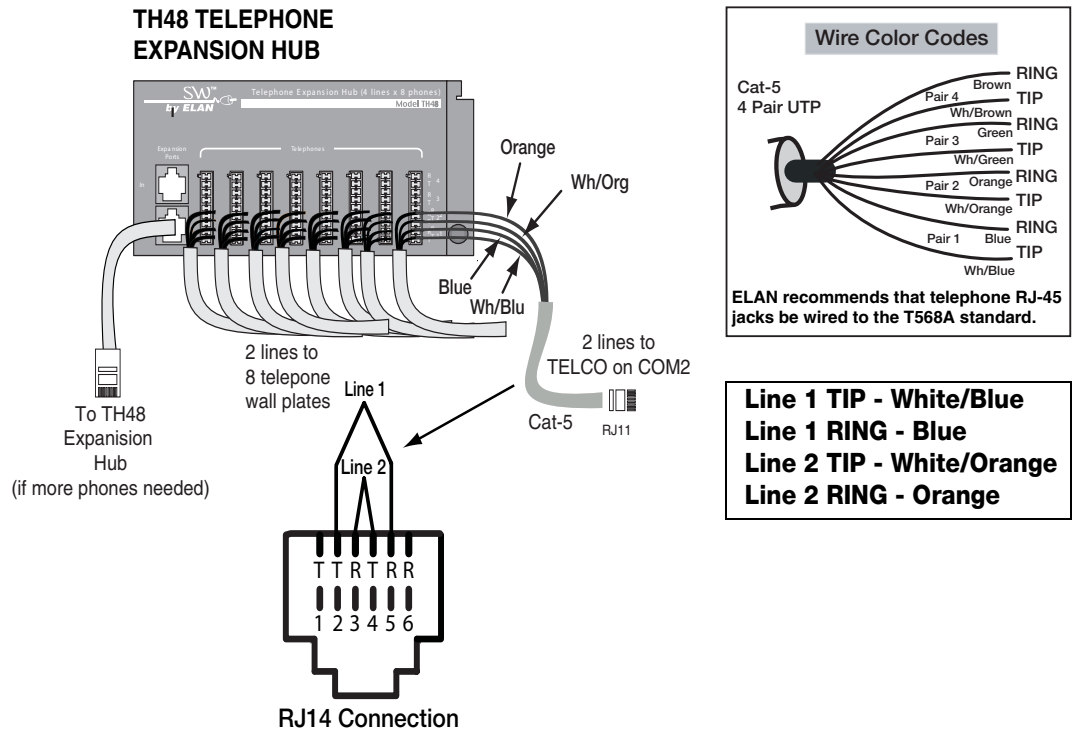 TH48 TELEPHONE
EXPANSION HUB
SW™
by ELAN
Telephone Expansion Hub (4 lines x 8 phones)
Model TH48
Expansion
Ports
Telephones
In
R
T
4
R
T
3
Orange
Wh/Org
Blue
Wh/Blu
2 lines to
8 telepone
wall plates
2 lines to
TELCO on COM2
Cat-5
RJ11
To TH48
Expanision
Hub
(if more phones needed)
Line 1
Line 2
T T R T R R
1 2 3 4 5 6
RJ14 Connection
Wire Color Codes
Cat-5
4 Pair UTP
Pair 4
Brown
RING
Wh/Brown
TIP
Pair 3
Green
RING
Wh/Green
TIP
Pair 2
Orange
RING
Wh/Orange
TIP
Pair 1
Blue
RING
Wh/Blue
TIP
ELAN recommends that telephone RJ-45
jacks be wired to the T568A standard.
Line 1 TIP - White/Blue
Line 1 RING - Blue
Line 2 TIP - White/Orange
Line 2 RING - Orange